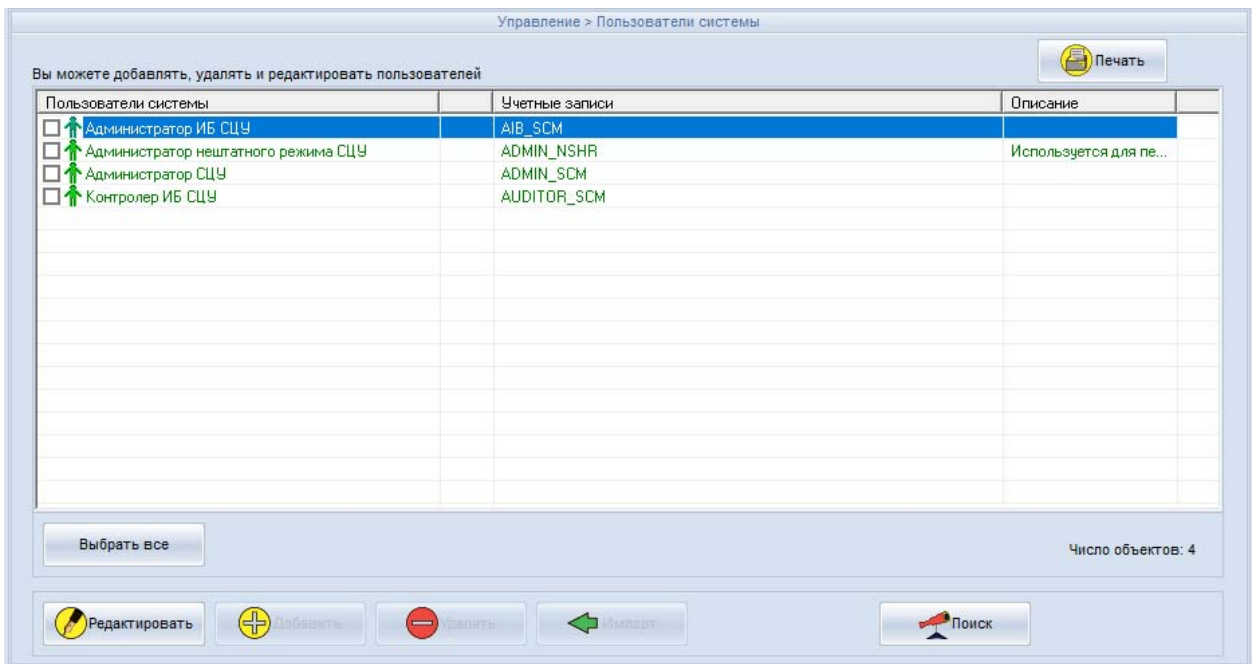 Управление > Пользователи системы
Печать
Вы можете добавлять, удалять и редактировать пользователей
Пользователи системы Учетные записи Описание
Администратор ИБ СЦУ AIB_SCM
Администратор нештатного режима СЦУ ADMIN_NSHR Используется для пе...
Администратор СЦУ ADMIN_SCM
Контролер ИБ СЦУ AUDITOR_SCM
Выбрать все Число объектов: 4
Редактировать Добавить Удалить Импорт Поиск